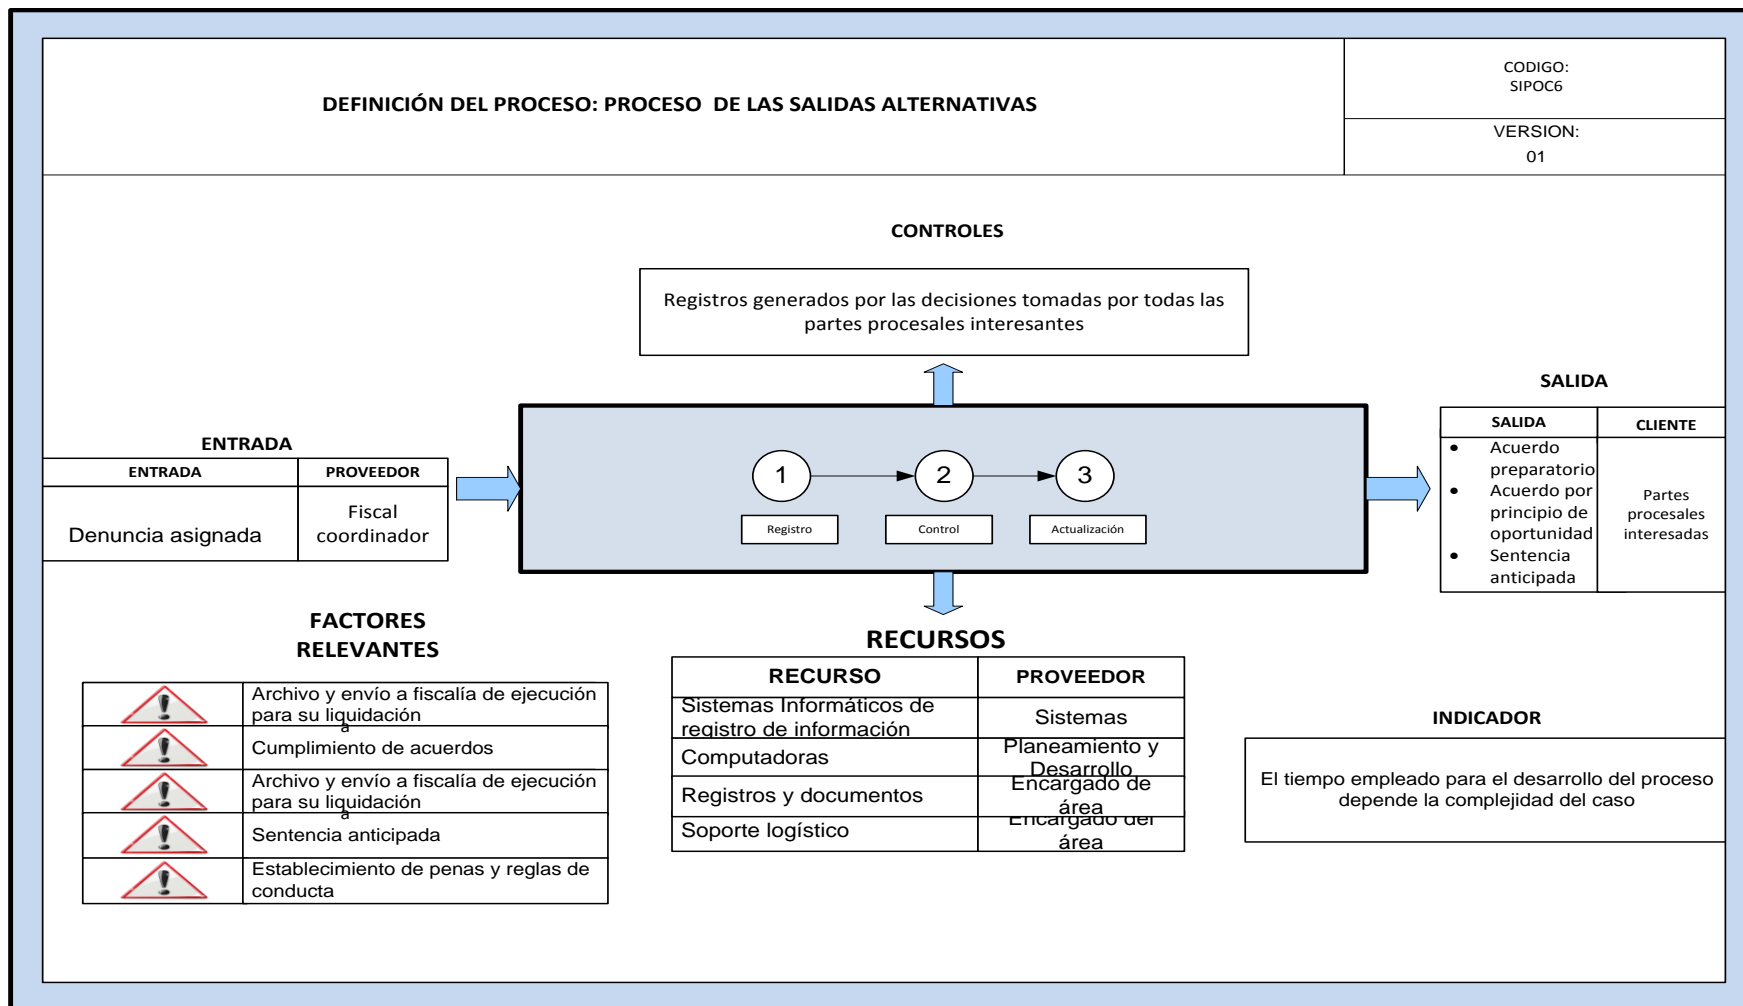 DEFINICIÓN DEL PROCESO: PROCESO DE LAS SALIDAS ALTERNATIVAS
CODIGO:
SIPOC6
VERSION:
01
CONTROLES
Registros generados por las decisiones tomadas por todas las
partes procesales interesantes
ENTRADA
ENTRADA
PROVEEDOR
Denuncia asignada
Fiscal
coordinador
1
2
3
Registro
Control
Actualización
SALIDA
SALIDA
CLIENTE
• Acuerdo
preparatorio
• Acuerdo por
principio de
oportunidad
• Sentencia
anticipada
Partes
procesales
interesadas
FACTORES
RELEVANTES
Archivo y envío a fiscalía de ejecución
para su liquidación
a
Cumplimiento de acuerdos
Archivo y envío a fiscalía de ejecución
para su liquidación
a
Sentencia anticipada
Establecimiento de penas y reglas de
conducta
RECURSOS
RECURSO
PROVEEDOR
Sistemas Informáticos de
registro de información
Sistemas
Computadoras
Planeamiento y
Desarrollo
Registros y documentos
Encargado de
área
Soporte logístico
Encargado del
área
INDICADOR
El tiempo empleado para el desarrollo del proceso
depende la complejidad del caso